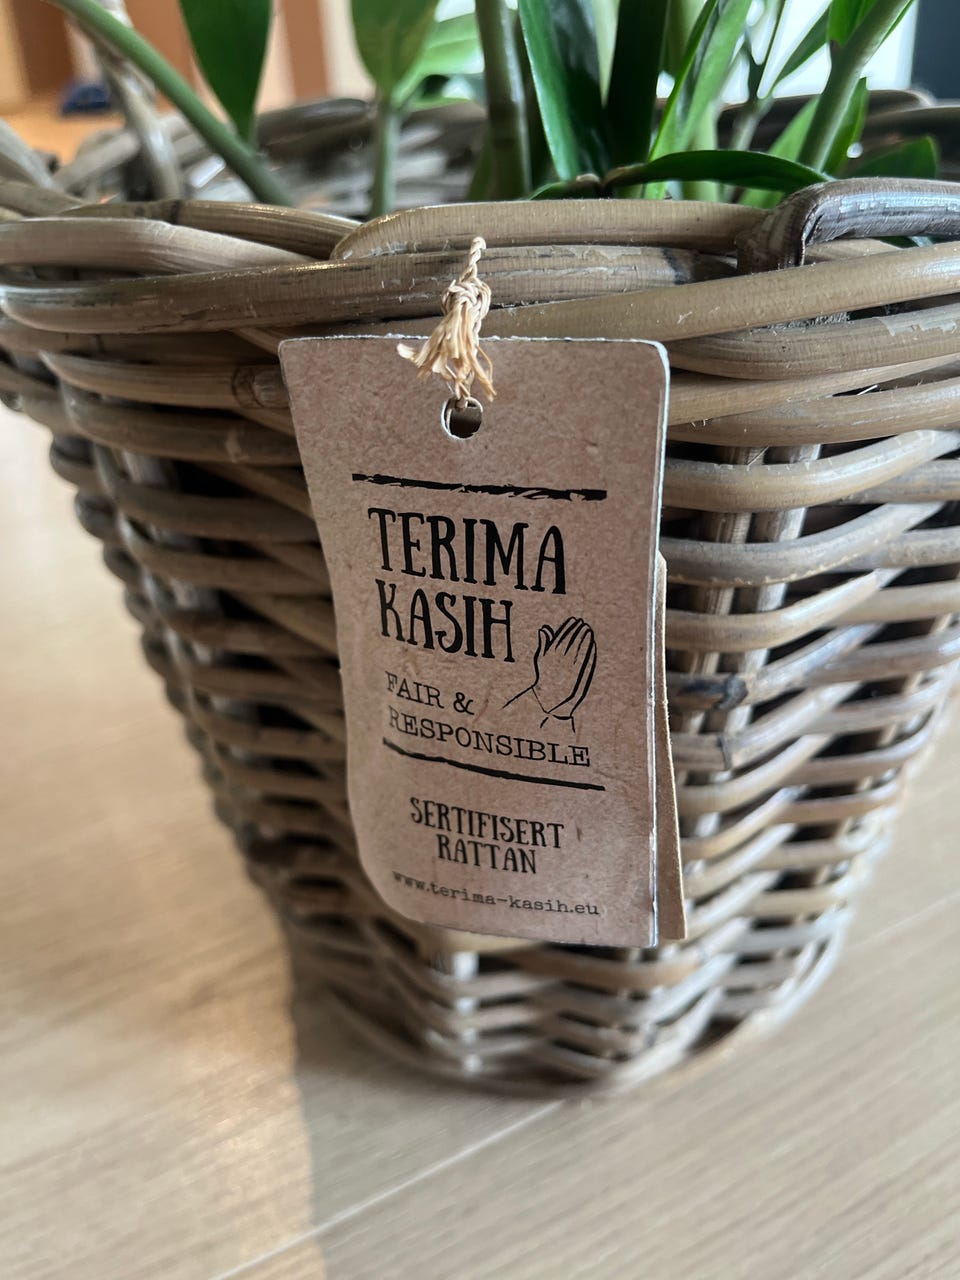 TERIMA
KASIH
FAIR &
RESPONSIBLE
SERTIFISERT
RATTAN
www.terima-kasih.eu